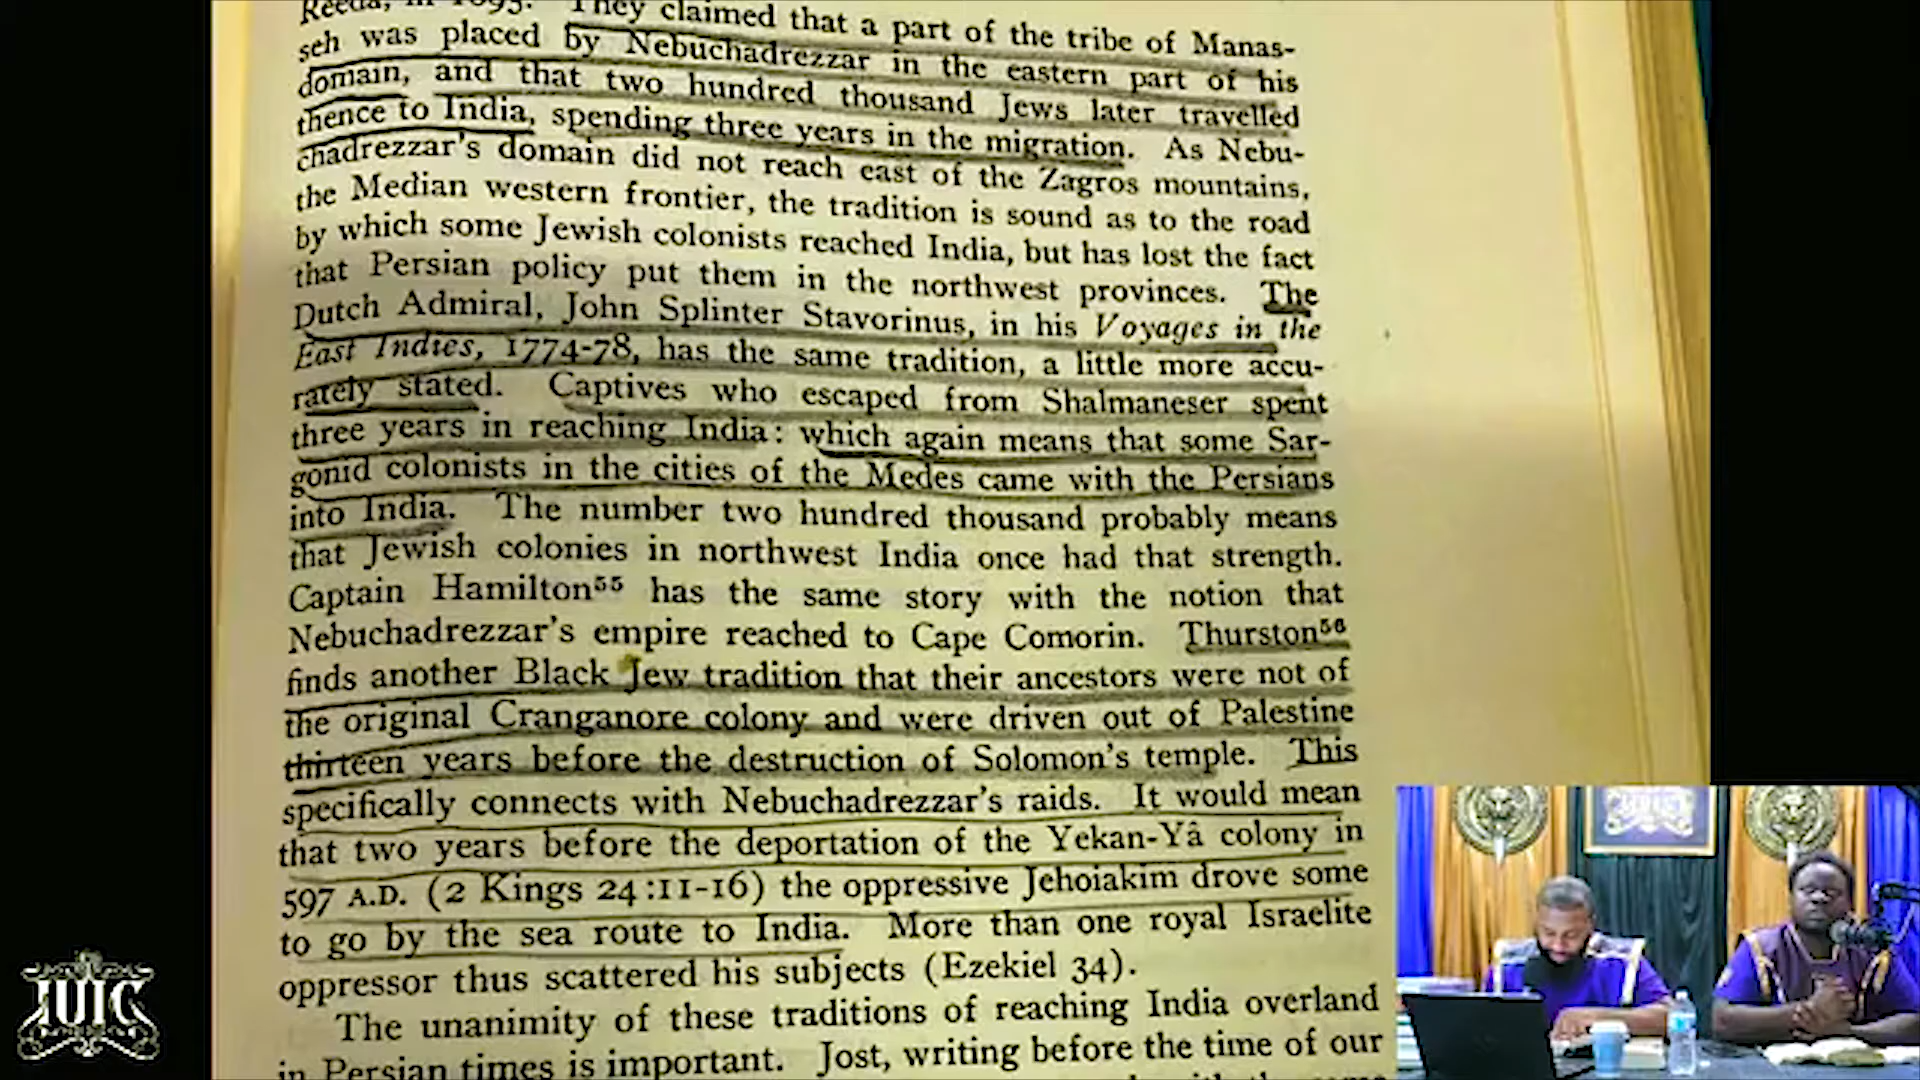 Reeda, in 1695. They claimed that a part of the tribe of Manas-
seh was placed by Nebuchadrezzar in the eastern part of his
domain, and that two hundred thousand Jews later travelled
thence to India, spending three years in the migration. As Nebu-
chadrezzar's domain did not reach east of the Zagros mountains,
the Median western frontier, the tradition is sound as to the road
by which some Jewish colonists reached India, but has lost the fact
that Persian policy put them in the northwest provinces. The
Dutch Admiral, John Splinter Stavorinus, in his Voyages in the
East Indies, 1774-78, has the same tradition, a little more accu-
rately stated. Captives who escaped from Shalmaneser spent
three years in reaching India: which again means that some Sar-
gonid colonists in the cities of the Medes came with the Persians
into India. The number two hundred thousand probably means
that Jewish colonies in northwest India once had that strength.
Captain Hamilton⁵⁵ has the same story with the notion that
Nebuchadrezzar's empire reached to Cape Comorin. Thurston⁵⁶
finds another Black Jew tradition that their ancestors were not of
the original Cranganore colony and were driven out of Palestine
thirteen years before the destruction of Solomon's temple. This
specifically connects with Nebuchadrezzar's raids. It would mean
that two years before the deportation of the Yekan-Yâ colony in
597 A.D. (2 Kings 24:11-16) the oppressive Jehoiakim drove some
to go by the sea route to India. More than one royal Israelite
oppressor thus scattered his subjects (Ezekiel 34).
The unanimity of these traditions of reaching India overland
in Persian times is important. Jost, writing before the time of our
IUIC